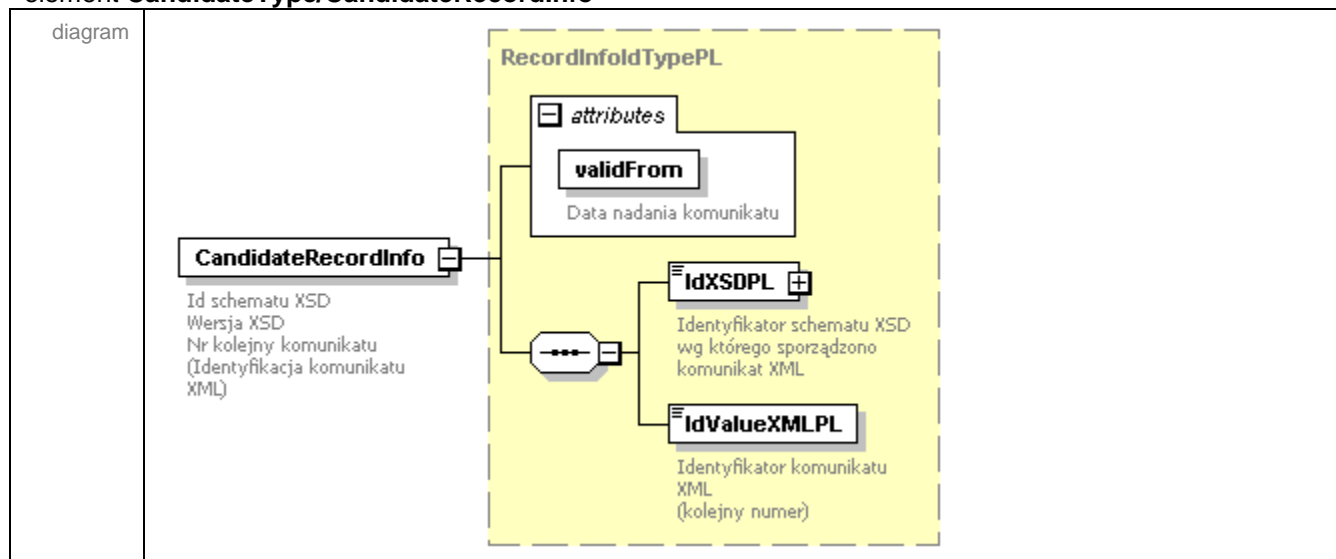 element CandidateType/CandidateRecordInfo
diagram
RecordInfoIdTypePL
attributes
validFrom
Data nadania komunikatu
CandidateRecordInfo
Id schematu XSD
Wersja XSD
Nr kolejny komunikatu
(Identyfikacja komunikatu
XML)
IdXSDPL
Identyfikator schematu XSD
wg którego sporządzono
komunikat XML
IdValueXMLPL
Identyfikator komunikatu
XML
(kolejny numer)